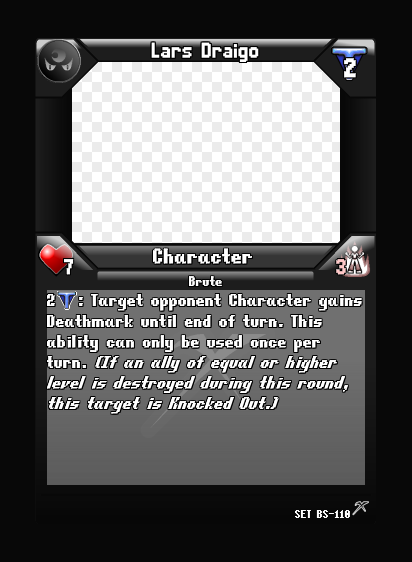 Lars Draigo
2
7
Character
3
Brute
2 : Target opponent Character gains
Deathmark until end of turn. This
ability can only be used once per
turn. (If an ally of equal or higher
level is destroyed during this round,
this target is Knocked Out.)
SET BS-110